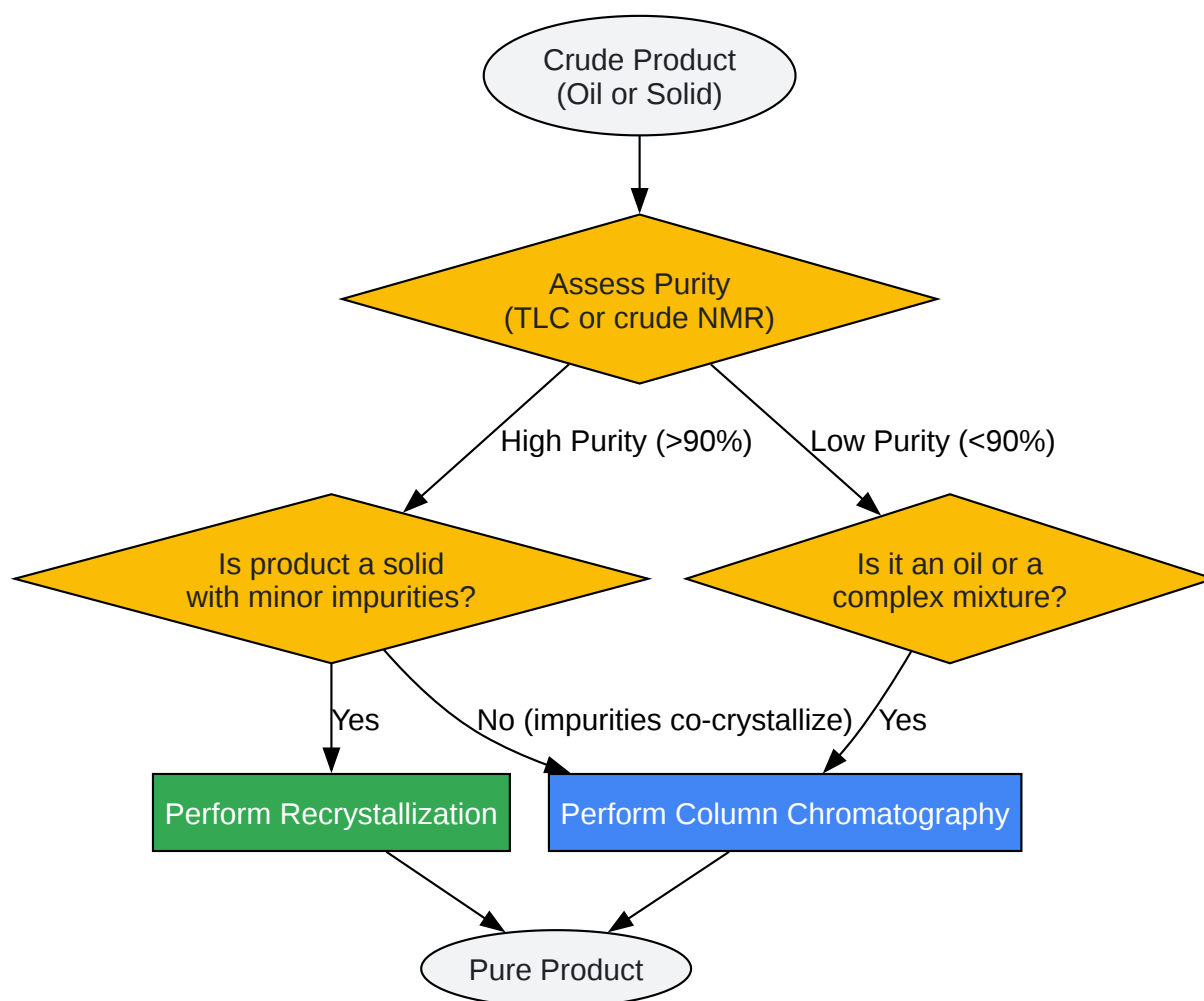 Crude Product
(Oil or Solid)
Assess Purity
(TLC or crude NMR)
High Purity (>90%)
Low Purity (<90%)
Is product a solid
with minor impurities?
Is it an oil or a
complex mixture?
Yes
No (impurities co-crystallize)
Yes
Perform Recrystallization
Perform Column Chromatography
Pure Product